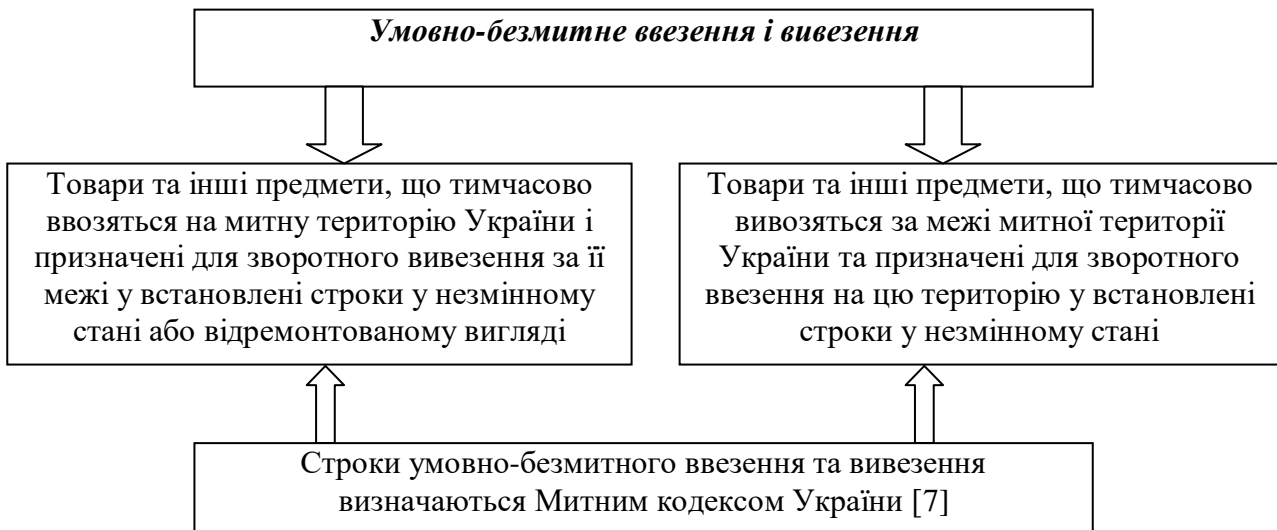 Умовно-безмитне ввезення і вивезення
Товари та інші предмети, що тимчасово
ввозяться на митну територію України і
призначені для зворотного вивезення за її
межі у встановлені строки у незмінному
стані або відремонтованому вигляді
Товари та інші предмети, що тимчасово
вивозяться за межі митної території
України та призначені для зворотного
ввезення на цю територію у встановлені
строки у незмінному стані
Строки умовно-безмитного ввезення та вивезення
визначаються Митним кодексом України [7]